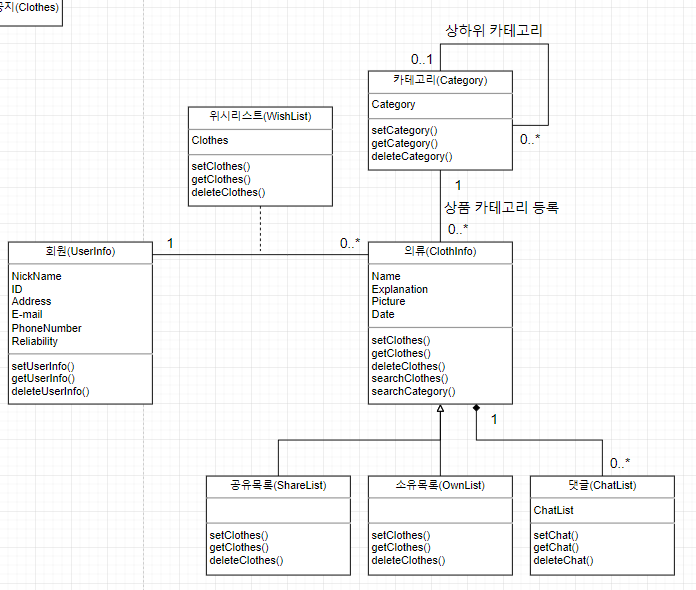 지(Clothes)
상하위 카테고리
0..1
카테고리(Category)
Category
setCategory()
getCategory()
deleteCategory()
0..*
1
상품 카테고리 등록
0..*
위시리스트(WishList)
Clothes
setClothes()
getClothes()
deleteClothes()
1
0..*
회원(UserInfo)
NickName
ID
Address
E-mail
PhoneNumber
Reliability
setUserInfo()
getUserInfo()
deleteUserInfo()
의류(ClothInfo)
Name
Explanation
Picture
Date
setClothes()
getClothes()
deleteClothes()
searchClothes()
searchCategory()
1
0..*
공유목록(ShareList)
setClothes()
getClothes()
deleteClothes()
소유목록(OwnList)
setClothes()
getClothes()
deleteClothes()
댓글(ChatList)
ChatList
setChat()
getChat()
deleteChat()